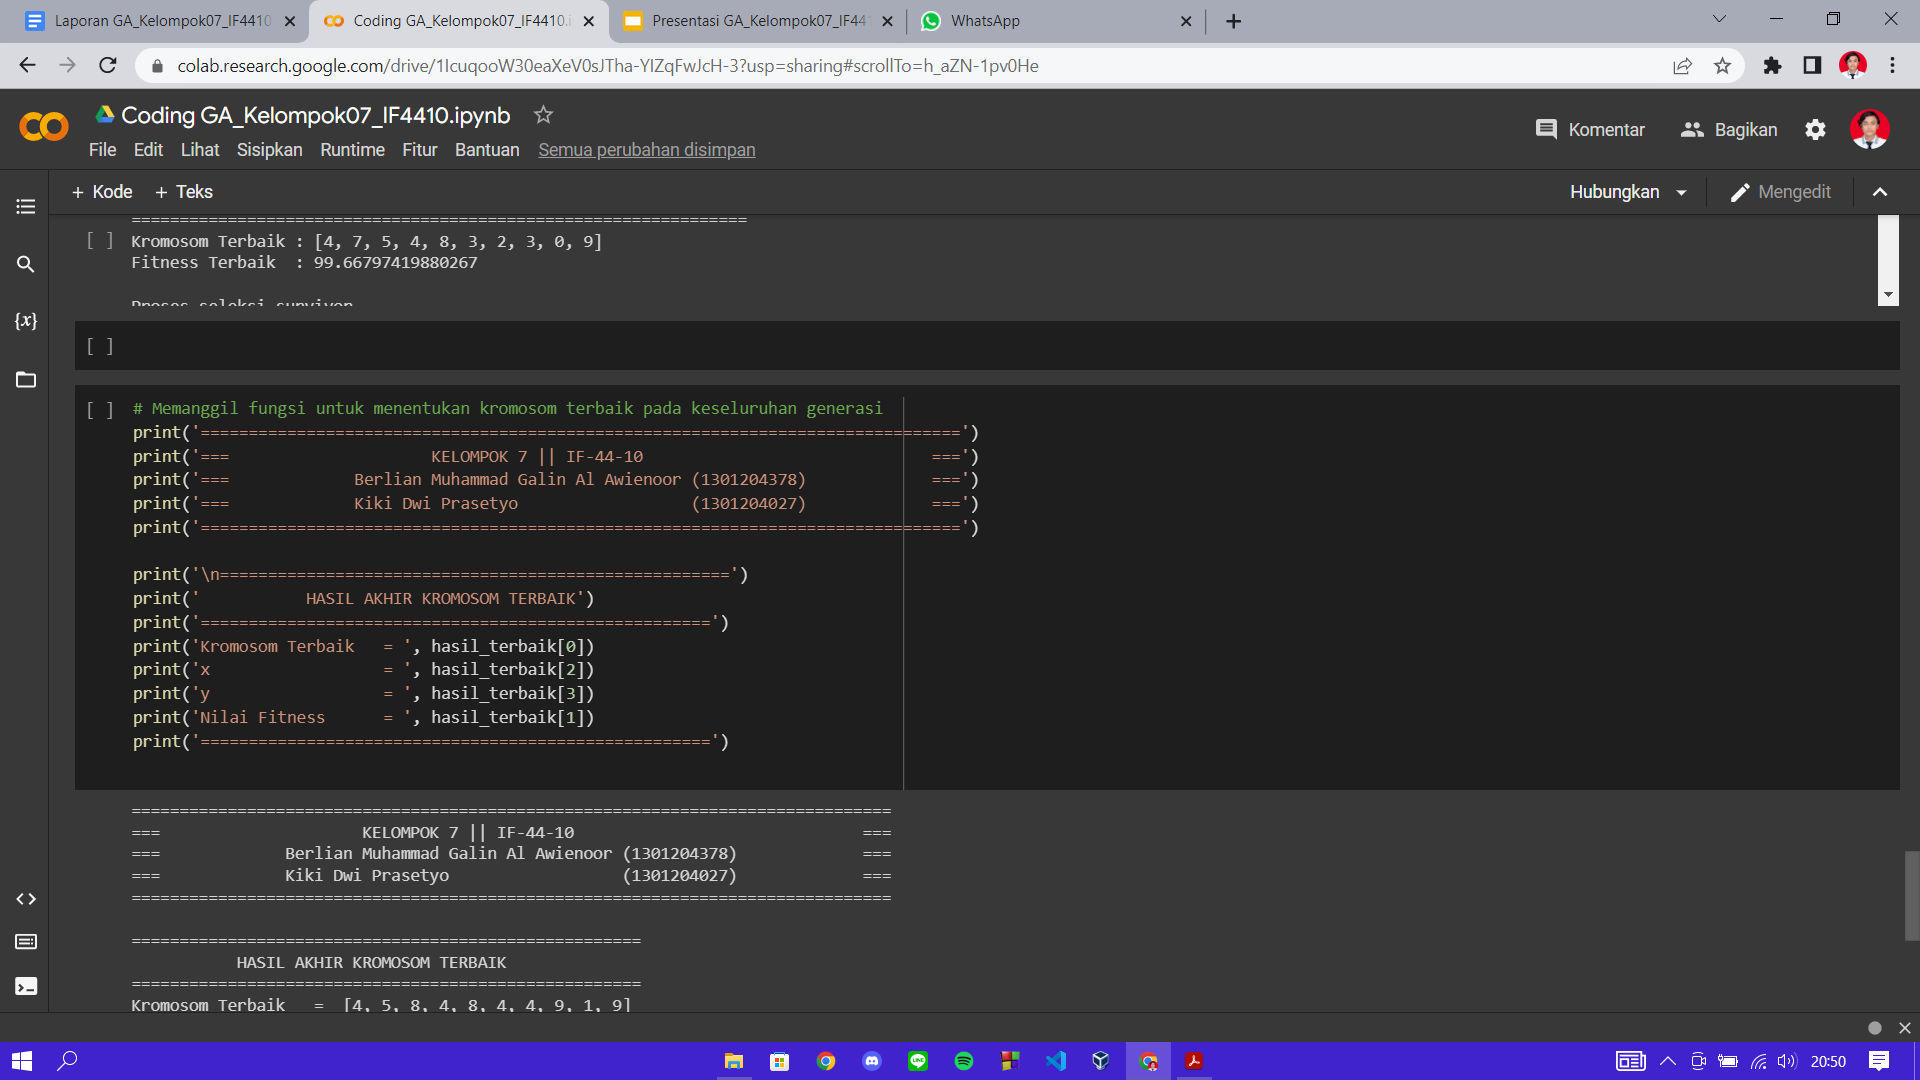 Laporan GA_Kelompok07_IF4410
Coding GA_Kelompok07_IF4410.i
Presentasi GA_Kelompok07_IF441
WhatsApp
colab.research.google.com/drive/1IcuqooW30eaXeV0sJTha-YIZqFwJcH-3?usp=sharing#scrollTo=h_aZN-1pv0He
Coding GA_Kelompok07_IF4410.ipynb
Komentar
Bagikan
File Edit Lihat Sisipkan Runtime Fitur Bantuan Semua perubahan disimpan
+ Kode + Teks
Hubungkan
Mengedit
=======================================================
[ ] Kromosom Terbaik : [4, 7, 5, 4, 8, 3, 2, 3, 0, 9]
Fitness Terbaik  : 99.66797419880267
Proses seleksi survivor
{x}
[ ]
[ ] # Memanggil fungsi untuk menentukan kromosom terbaik pada keseluruhan generasi
print('===============================================================================')
print('===                     KELOMPOK 7 || IF-44-10                              ===')
print('===             Berlian Muhammad Galin Al Awienoor (1301204378)             ===')
print('===             Kiki Dwi Prasetyo                  (1301204027)             ===')
print('===============================================================================')
print('\n=====================================================')
print('           HASIL AKHIR KROMOSOM TERBAIK')
print('=====================================================')
print('Kromosom Terbaik   = ', hasil_terbaik[0])
print('x                  = ', hasil_terbaik[2])
print('y                  = ', hasil_terbaik[3])
print('Nilai Fitness      = ', hasil_terbaik[1])
print('=====================================================')
===============================================================================
===                     KELOMPOK 7 || IF-44-10                              ===
===             Berlian Muhammad Galin Al Awienoor (1301204378)             ===
===             Kiki Dwi Prasetyo                  (1301204027)             ===
===============================================================================
=====================================================
           HASIL AKHIR KROMOSOM TERBAIK
=====================================================
Kromosom Terbaik   =  [4, 5, 8, 4, 8, 4, 4, 9, 1, 9]
20:50